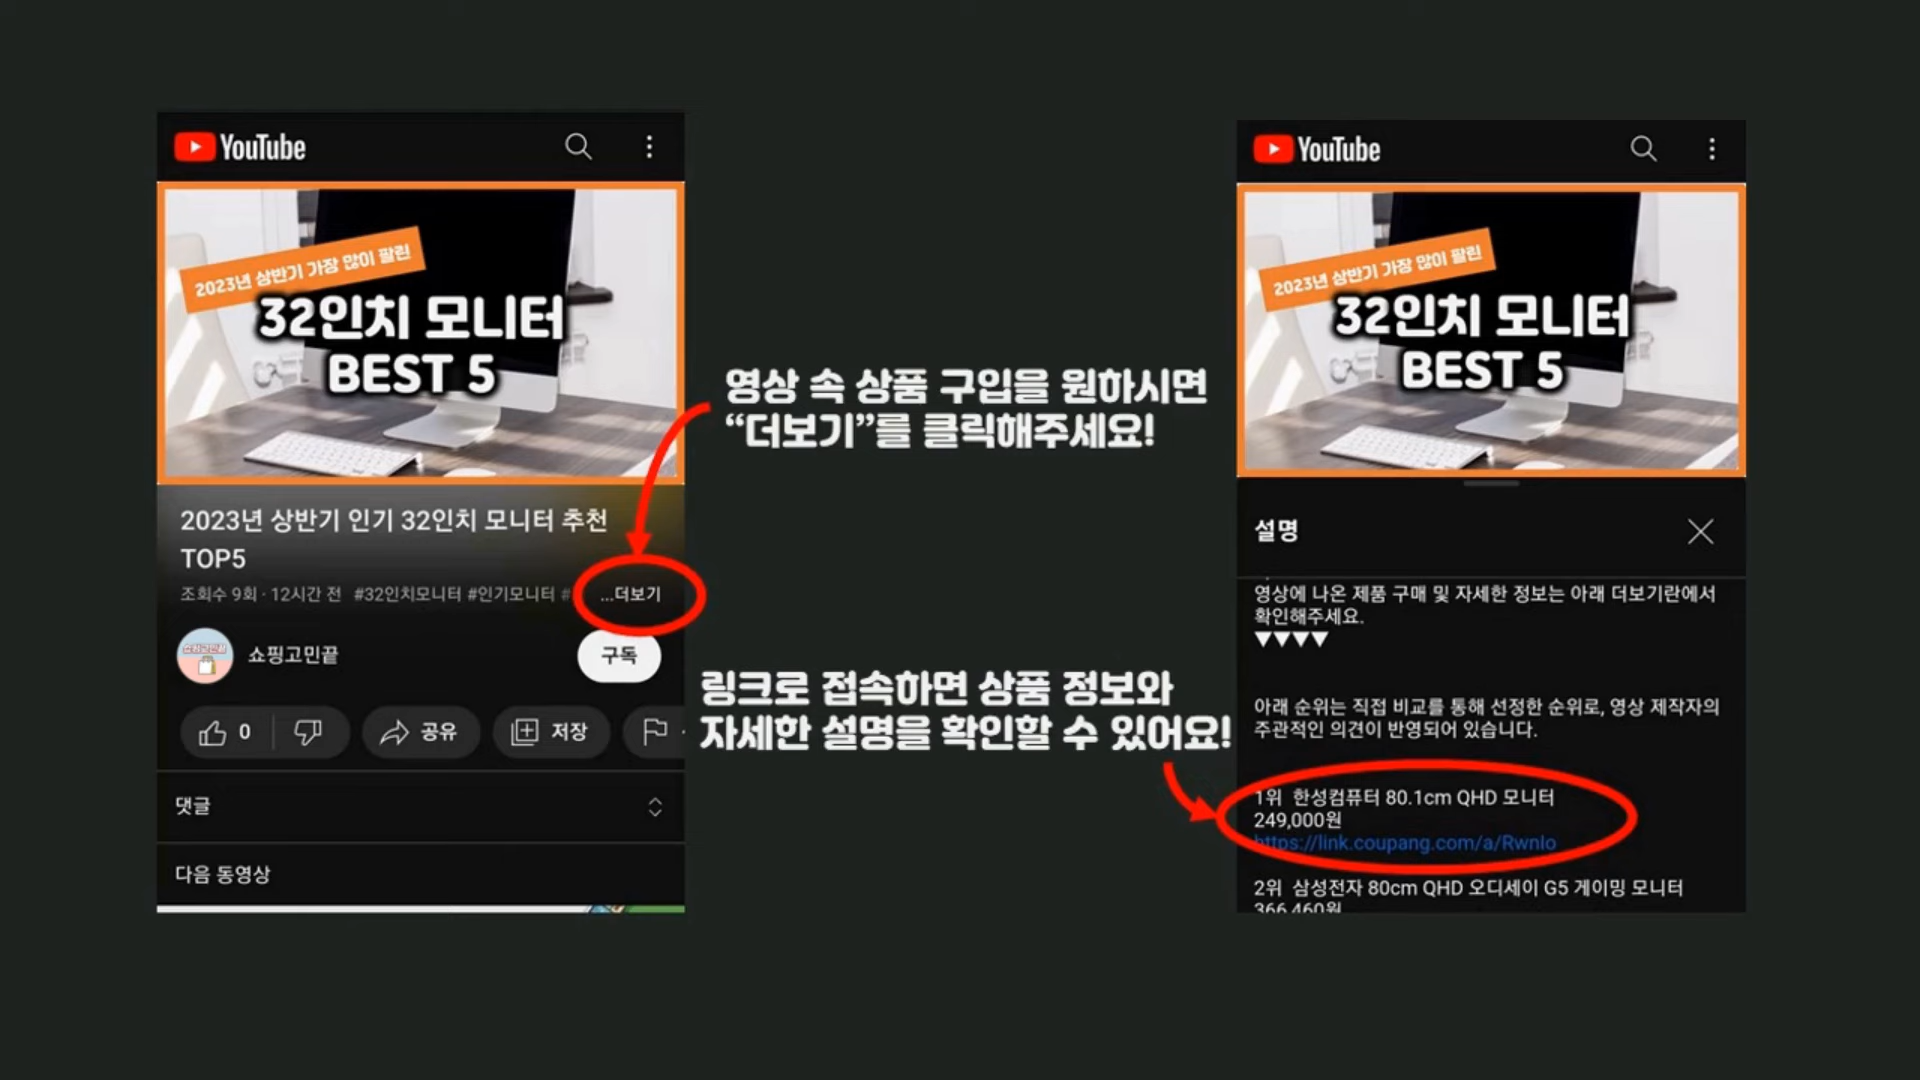 YouTube
2023년 상반기 가장 많이 팔린
32인치 모니터
BEST 5
2023년 상반기 인기 32인치 모니터 추천
TOP5
조회수 9회 · 12시간 전 #32인치모니터 #인기모니터 # ...더보기
쇼핑고민끝
쇼핑고민끝
구독
0
공유
저장
댓글
다음 동영상
영상 속 상품 구입을 원하시면
“더보기”를 클릭해주세요!
링크로 접속하면 상품 정보와
자세한 설명을 확인할 수 있어요!
YouTube
2023년 상반기 가장 많이 팔린
32인치 모니터
BEST 5
설명
영상에 나온 제품 구매 및 자세한 정보는 아래 더보기란에서
확인해주세요.
▼▼▼▼
아래 순위는 직접 비교를 통해 선정한 순위로, 영상 제작자의
주관적인 의견이 반영되어 있습니다.
1위 한성컴퓨터 80.1cm QHD 모니터
249,000원
https://link.coupang.com/a/Rwnlo
2위 삼성전자 80cm QHD 오디세이 G5 게이밍 모니터
366,460원